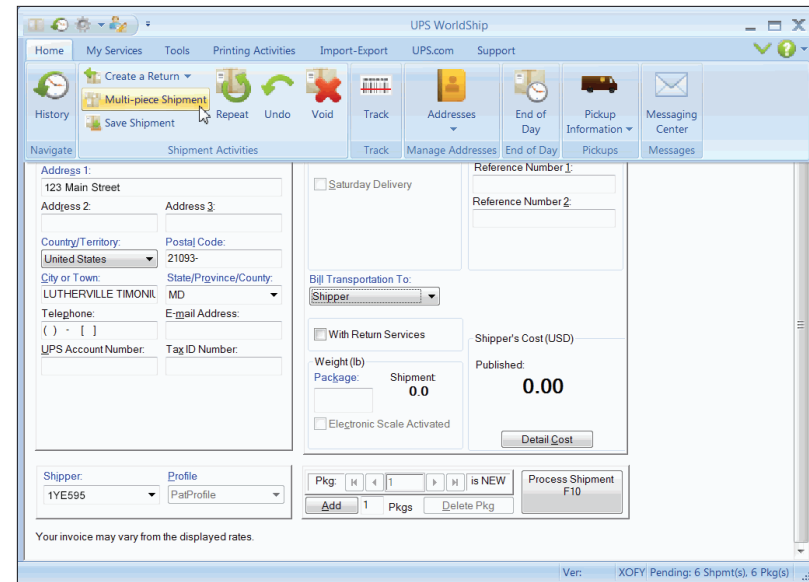 UPS WorldShip
Home My Services Tools Printing Activities Import-Export UPS.com Support
History
Create a Return
Multi-piece Shipment
Save Shipment
Repeat Undo Void Track Addresses End of Day Pickup Information Messaging Center
Navigate Shipment Activities Track Manage Addresses End of Day Pickups Messages
Address 1:
123 Main Street
Address 2: Address 3:
Country/Territory: Postal Code:
United States 21093-
City or Town: State/Province/County:
LUTHERVILLE TIMONIU MD
Telephone: E-mail Address:
( ) - [ ]
UPS Account Number: Tax ID Number:
Saturday Delivery
Reference Number 1:
Reference Number 2:
Bill Transportation To:
Shipper
With Return Services
Weight (lb)
Package: Shipment:
0.0
Electronic Scale Activated
Shipper's Cost (USD)
Published:
0.00
Detail Cost
Shipper: Profile
1YE595 PatProfile
Pkg: 1 is NEW
Add 1 Pkgs Delete Pkg
Process Shipment
F10
Your invoice may vary from the displayed rates.
Ver: XOFY Pending: 6 Shpmt(s), 6 Pkg(s)